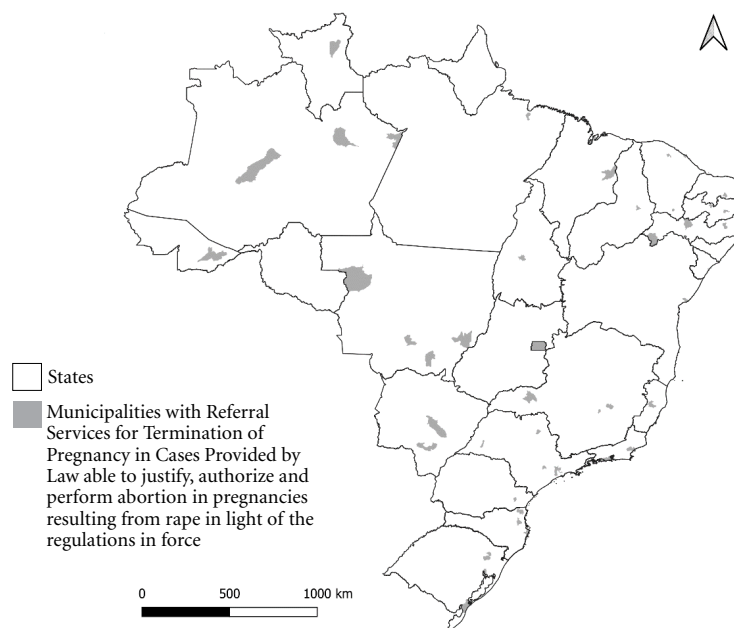 States
Municipalities with Referral
Services for Termination of
Pregnancy in Cases Provided by
Law able to justify, authorize and
perform abortion in pregnancies
resulting from rape in light of the
regulations in force
0 500 1000 km